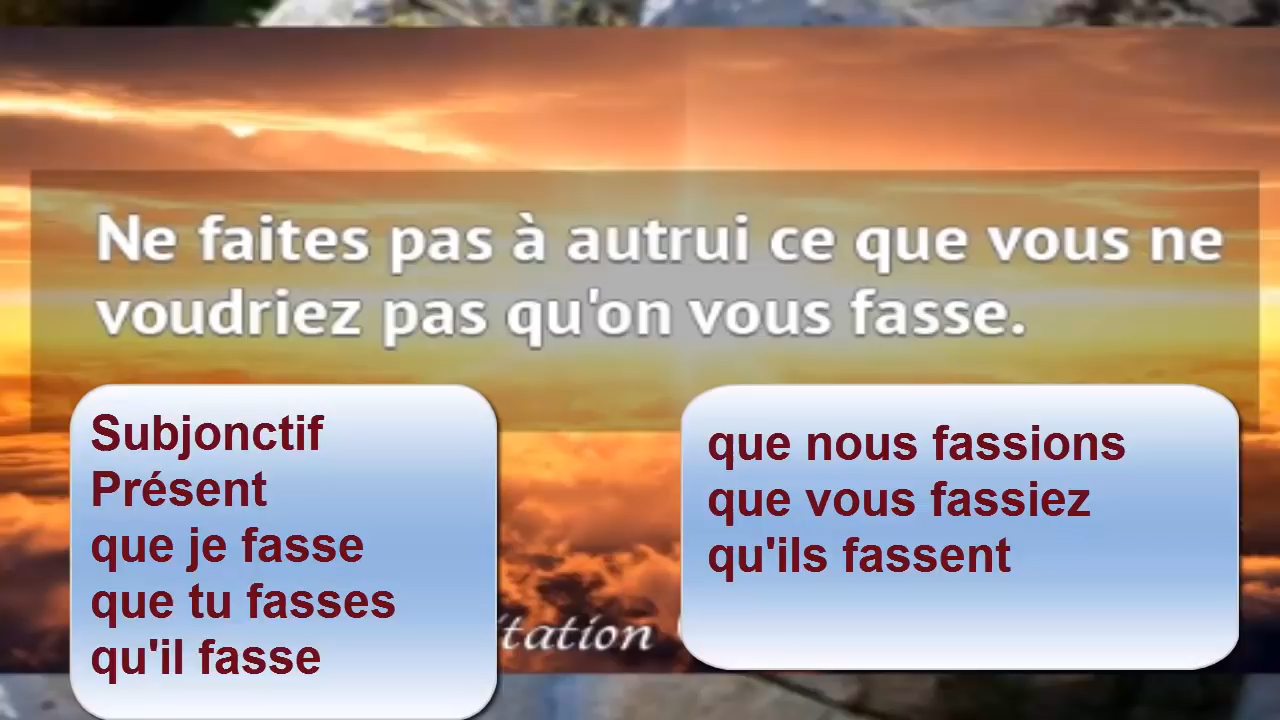 Ne faites pas à autrui ce que vous ne
voudriez pas qu'on vous fasse.
Subjonctif
Présent
que je fasse
que tu fasses
qu'il fasse
que nous fassions
que vous fassiez
qu'ils fassent